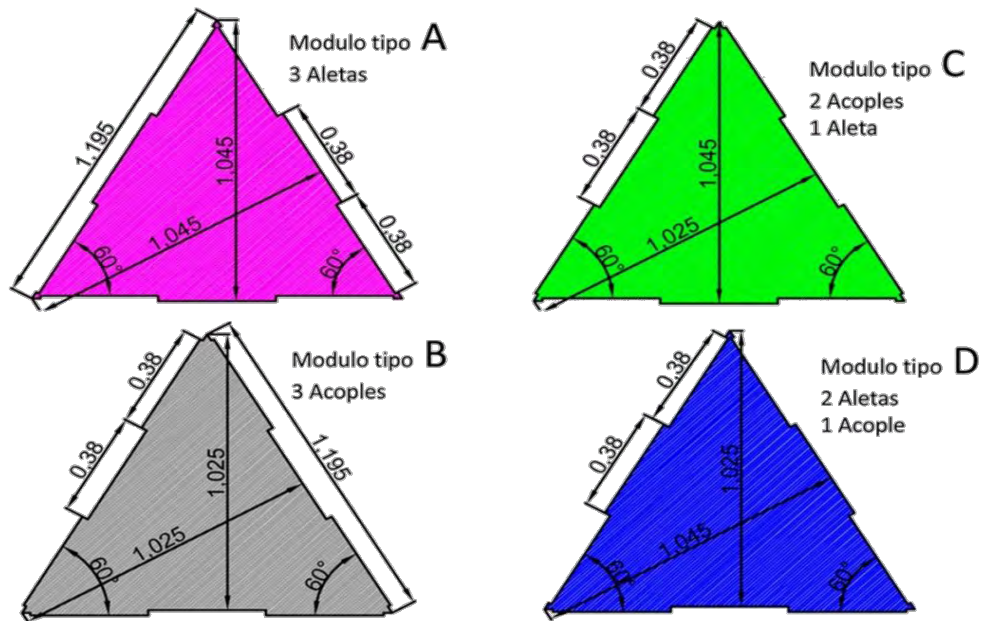 Modulo tipo A
3 Aletas
1,195
1,045
0,38
0,38
1,045
60°
60°
Modulo tipo C
2 Acoples
1 Aleta
0,38
0,38
1,045
1,025
60°
60°
Modulo tipo B
3 Acoples
0,38
0,38
1,195
1,025
1,025
60°
60°
Modulo tipo D
2 Aletas
1 Acople
0,38
0,38
1,025
1,045
60°
60°